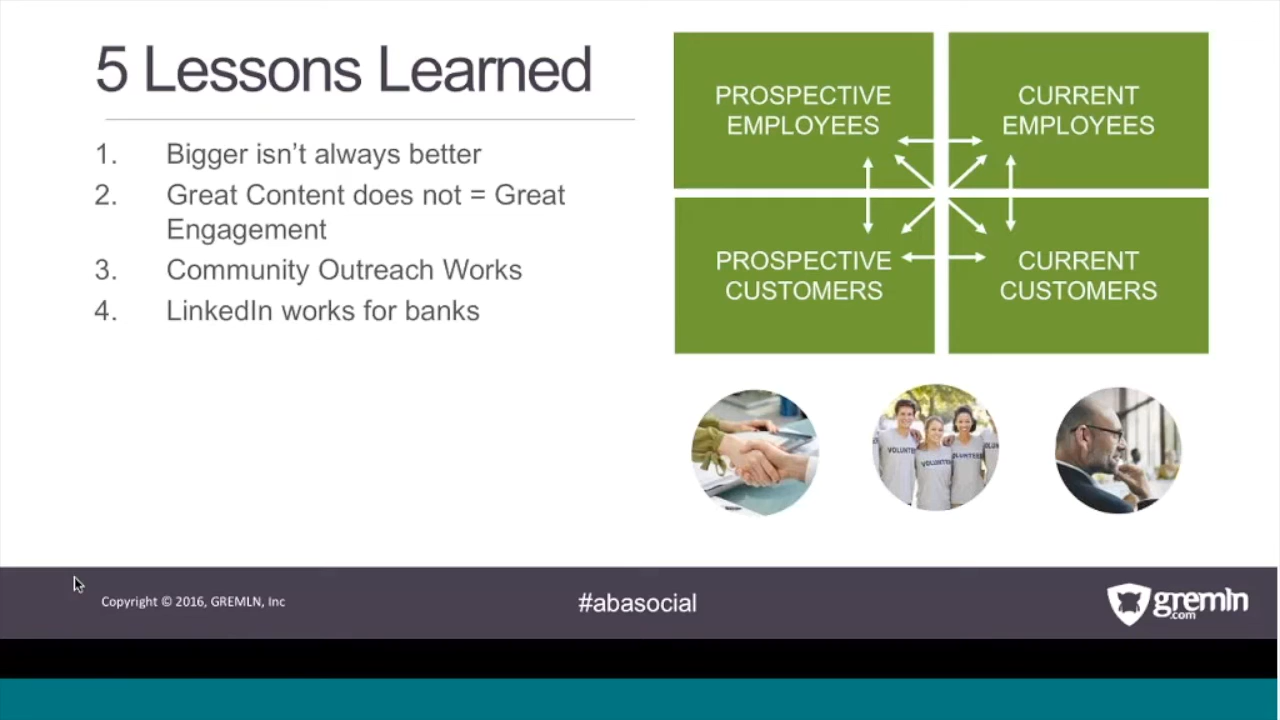 5 Lessons Learned
1. Bigger isn't always better
2. Great Content does not = Great
Engagement
3. Community Outreach Works
4. LinkedIn works for banks
PROSPECTIVE
EMPLOYEES
CURRENT
EMPLOYEES
PROSPECTIVE
CUSTOMERS
CURRENT
CUSTOMERS
VOLUNTEER
Copyright © 2016, GREMLN, Inc
#abasocial
gremln
.com